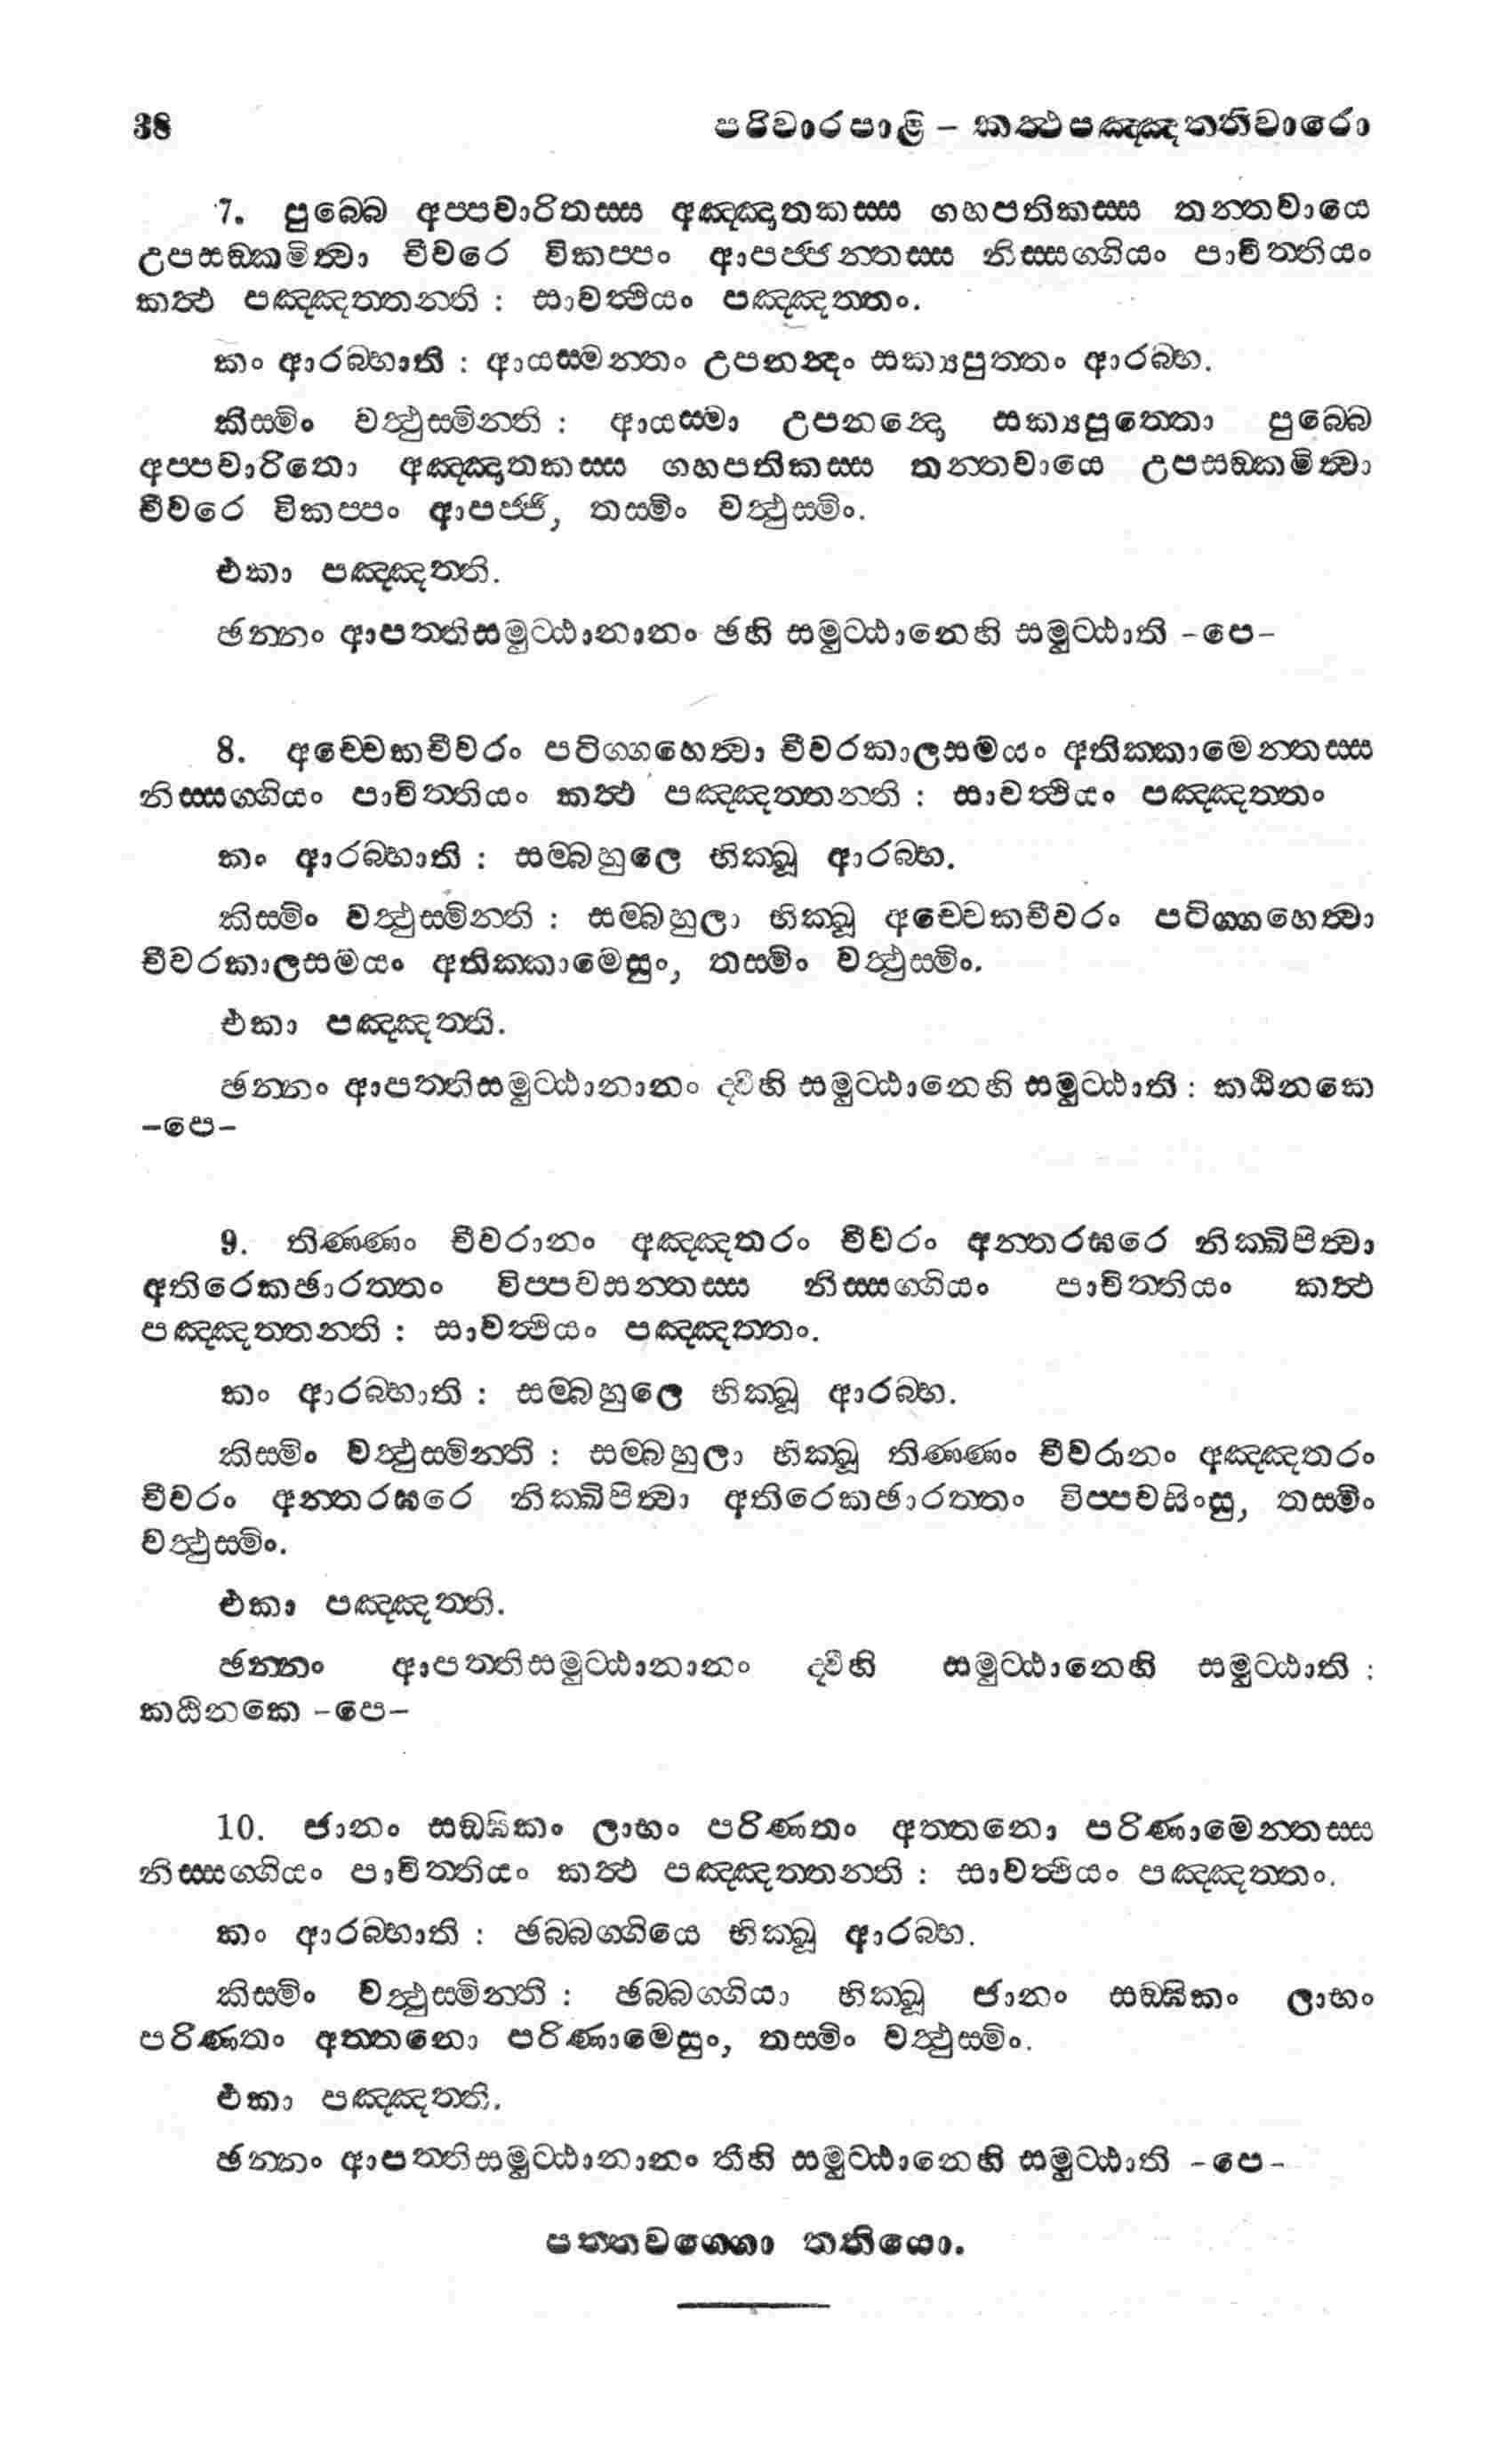 38 පරිවාරපාළි – කත්‍ථපඤ්ඤත්තිවාරො
7. පුබ්බෙ අප්පවාරිතස්ස අඤ්ඤාතකස්ස ගහපතිකස්ස තන්තවායෙ
උපසඞ්කමිත්‍වා චීවරෙ විකප්පං ආපජ්ජන්තස්ස නිස්සග්ගියං පාචිත්තියං
කත්‍ථ පඤ්ඤත්තන්ති : සාවත්‍ථියං පඤ්ඤත්තං.
කං ආරබ්භාති : ආයස්මන්තං උපනන්‍දං සක්‍යපුත්තං ආරබ්භ.
කිස්මිං වත්‍ථුස්මින්ති : ආයස්මා උපනන්‍දො සක්‍යපුත්තො පුබ්බෙ
අප්පවාරිතො අඤ්ඤාතකස්ස ගහපතිකස්ස තන්තවායෙ උපසඞ්කමිත්‍වා
චීවරෙ විකප්පං ආපජ්ජි, තස්මිං වත්‍ථුස්මිං.
එකා පඤ්ඤත්ති.
ඡන්නං ආපත්තිසමුට්ඨානානං ඡහි සමුට්ඨානෙහි සමුට්ඨාති -පෙ-
8. අච්චෙකචීවරං පටිග්ගහෙත්‍වා චීවරකාලසමයං අතික්කාමෙන්තස්ස
නිස්සග්ගියං පාචිත්තියං කත්‍ථ පඤ්ඤත්තන්ති : සාවත්‍ථියං පඤ්ඤත්තං
කං ආරබ්භාති : සම්බහුලෙ භික්ඛූ ආරබ්භ.
කිස්මිං වත්‍ථුස්මින්ති : සම්බහුලා භික්ඛූ අච්චෙකචීවරං පටිග්ගහෙත්‍වා
චීවරකාලසමයං අතික්කාමෙසුං, තස්මිං වත්‍ථුස්මිං.
එකා පඤ්ඤත්ති.
ඡන්නං ආපත්තිසමුට්ඨානානං ද්වීහි සමුට්ඨානෙහි සමුට්ඨාති : කඨිනකෙ
-පෙ-
9. තිණ්ණං චීවරානං අඤ්ඤතරං චීවරං අන්තරඝරෙ නික්ඛිපිත්‍වා
අතිරෙකඡාරත්තං විප්පවසන්තස්ස නිස්සග්ගියං පාචිත්තියං කත්‍ථ
පඤ්ඤත්තන්ති : සාවත්‍ථියං පඤ්ඤත්තං.
කං ආරබ්භාති : සම්බහුලෙ භික්ඛූ ආරබ්භ.
කිස්මිං වත්‍ථුස්මින්ති : සම්බහුලා භික්ඛූ තිණ්ණං චීවරානං අඤ්ඤතරං
චීවරං අන්තරඝරෙ නික්ඛිපිත්‍වා අතිරෙකඡාරත්තං විප්පවසිංසු, තස්මිං
වත්‍ථුස්මිං.
එකා පඤ්ඤත්ති.
ඡන්නං ආපත්තිසමුට්ඨානානං ද්වීහි සමුට්ඨානෙහි සමුට්ඨාති :
කඨිනකෙ -පෙ-
10. ජානං සඞ්ඝිකං ලාභං පරිණතං අත්තනො පරිණාමෙන්තස්ස
නිස්සග්ගියං පාචිත්තියං කත්‍ථ පඤ්ඤත්තන්ති : සාවත්‍ථියං පඤ්ඤත්තං.
කං ආරබ්භාති : ඡබ්බග්ගියෙ භික්ඛූ ආරබ්භ.
කිස්මිං වත්‍ථුස්මින්ති : ඡබ්බග්ගියා භික්ඛූ ජානං සඞ්ඝිකං ලාභං
පරිණතං අත්තනො පරිණාමෙසුං, තස්මිං වත්‍ථුස්මිං.
එකා පඤ්ඤත්ති.
ඡන්නං ආපත්තිසමුට්ඨානානං තීහි සමුට්ඨානෙහි සමුට්ඨාති -පෙ-
පත්තවග්ගො තතියො.